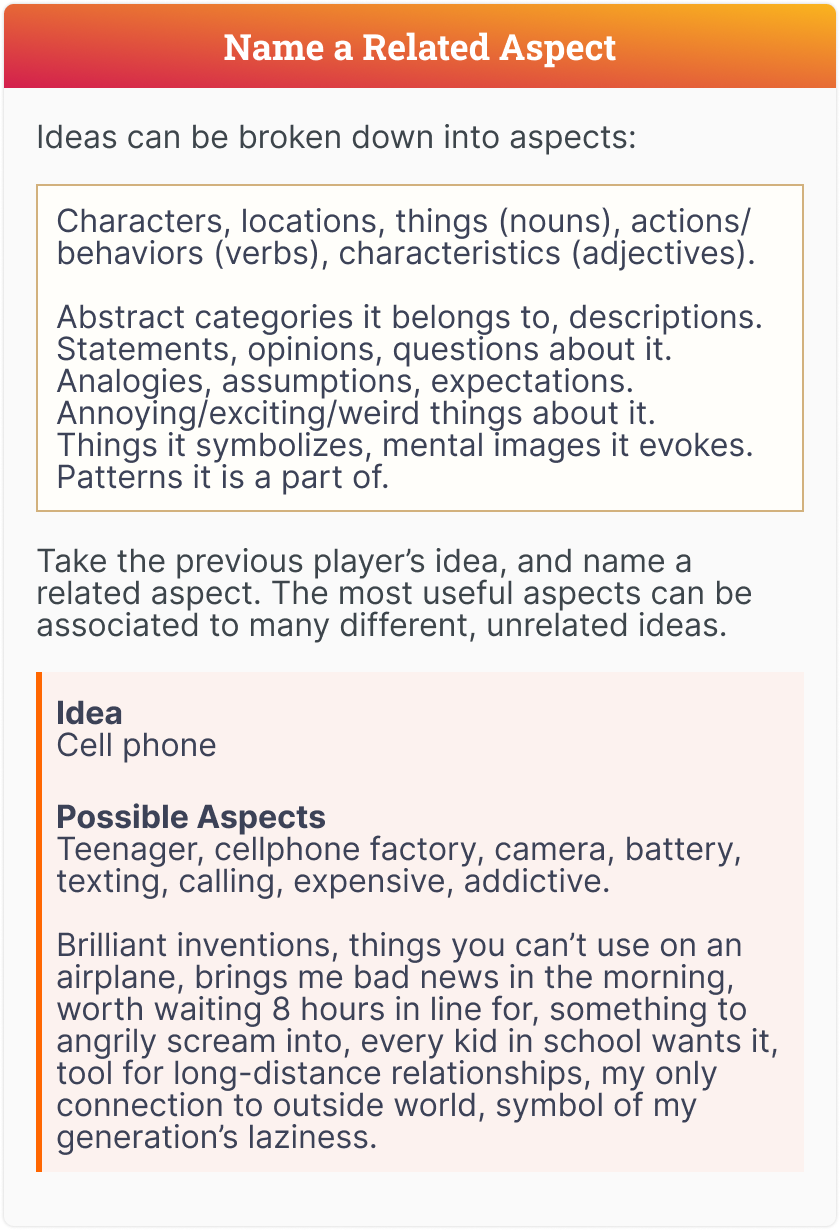 Name a Related Aspect
Ideas can be broken down into aspects:
Characters, locations, things (nouns), actions/
behaviors (verbs), characteristics (adjectives).
Abstract categories it belongs to, descriptions.
Statements, opinions, questions about it.
Analogies, assumptions, expectations.
Annoying/exciting/weird things about it.
Things it symbolizes, mental images it evokes.
Patterns it is a part of.
Take the previous player’s idea, and name a
related aspect. The most useful aspects can be
associated to many different, unrelated ideas.
Idea
Cell phone
Possible Aspects
Teenager, cellphone factory, camera, battery,
texting, calling, expensive, addictive.
Brilliant inventions, things you can’t use on an
airplane, brings me bad news in the morning,
worth waiting 8 hours in line for, something to
angrily scream into, every kid in school wants it,
tool for long-distance relationships, my only
connection to outside world, symbol of my
generation’s laziness.